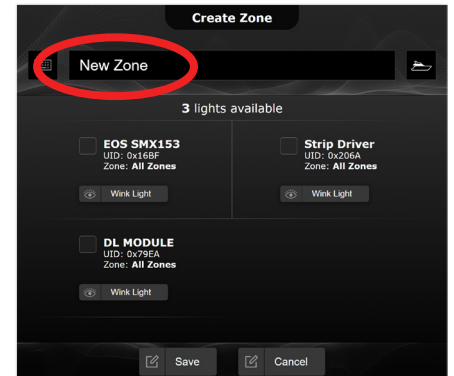 Create Zone
New Zone
3 lights available
EOS SMX153
UID: 0x16BF
Zone: All Zones
Wink Light
Strip Driver
UID: 0x206A
Zone: All Zones
Wink Light
DL MODULE
UID: 0x79EA
Zone: All Zones
Wink Light
Save
Cancel